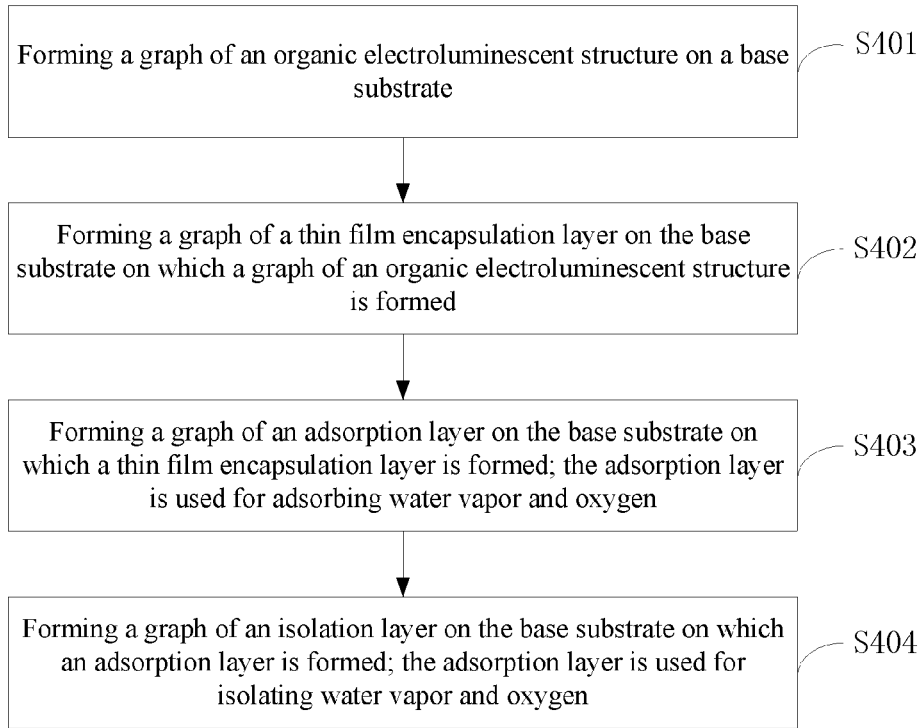 Forming a graph of an organic electroluminescent structure on a base
substrate
S401
Forming a graph of a thin film encapsulation layer on the base
substrate on which a graph of an organic electroluminescent structure
is formed
S402
Forming a graph of an adsorption layer on the base substrate on
which a thin film encapsulation layer is formed; the adsorption layer
is used for adsorbing water vapor and oxygen
S403
Forming a graph of an isolation layer on the base substrate on which
an adsorption layer is formed; the adsorption layer is used for
isolating water vapor and oxygen
S404